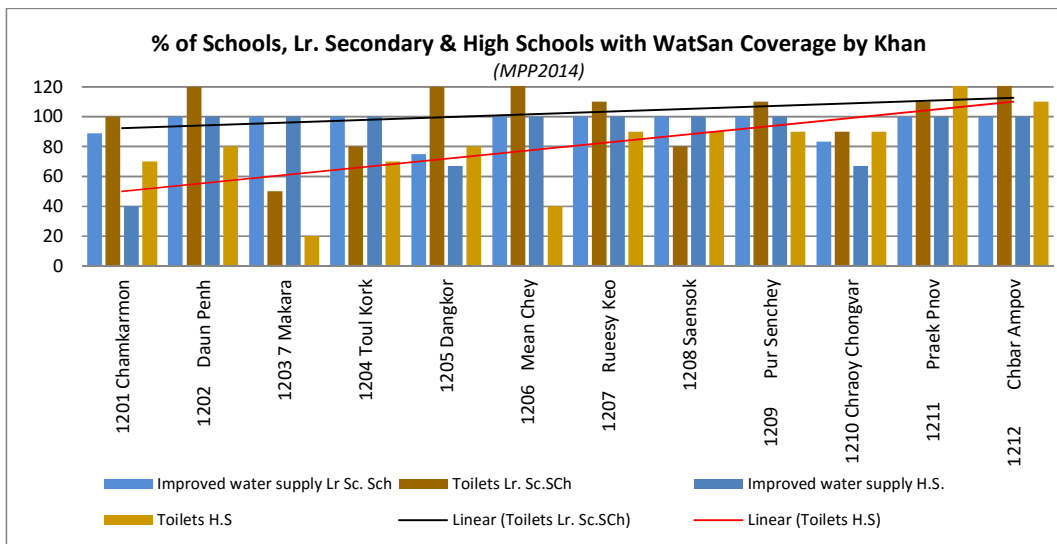 % of Schools, Lr. Secondary & High Schools with WatSan Coverage by Khan
(MPP2014)
120
100
80
60
40
20
0
1201 Chamkarmon
1202 Daun Penh
1203 7 Makara
1204 Toul Kork
1205 Dangkor
1206 Mean Chey
1207 Rueesy Keo
1208 Saensok
1209 Pur Senchey
1210 Chraoy Chongvar
1211 Praek Pnov
1212 Chbar Ampov
Improved water supply Lr Sc. Sch
Toilets Lr. Sc.SCh
Improved water supply H.S.
Toilets H.S
Linear (Toilets Lr. Sc.SCh)
Linear (Toilets H.S)